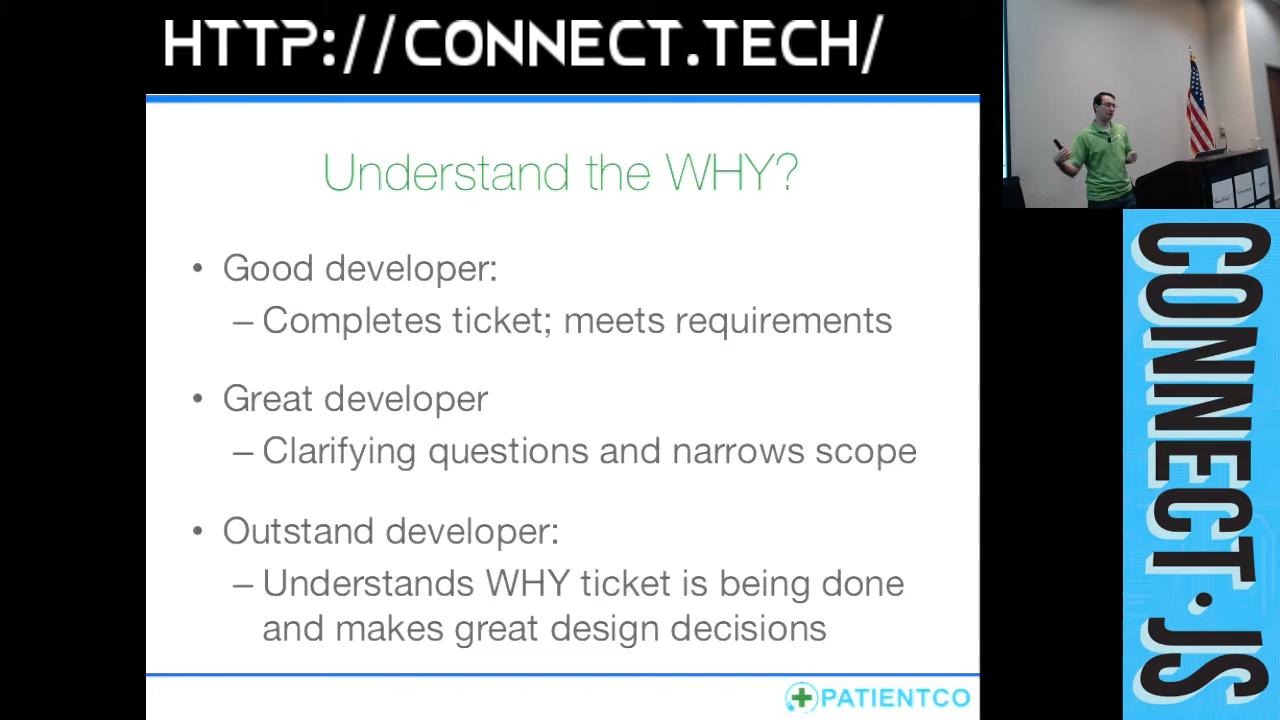 HTTP://CONNECT.TECH/
Understand the WHY?
• Good developer:
– Completes ticket; meets requirements
• Great developer
– Clarifying questions and narrows scope
• Outstand developer:
– Understands WHY ticket is being done
and makes great design decisions
PATIENTCO
CONNECT.JS